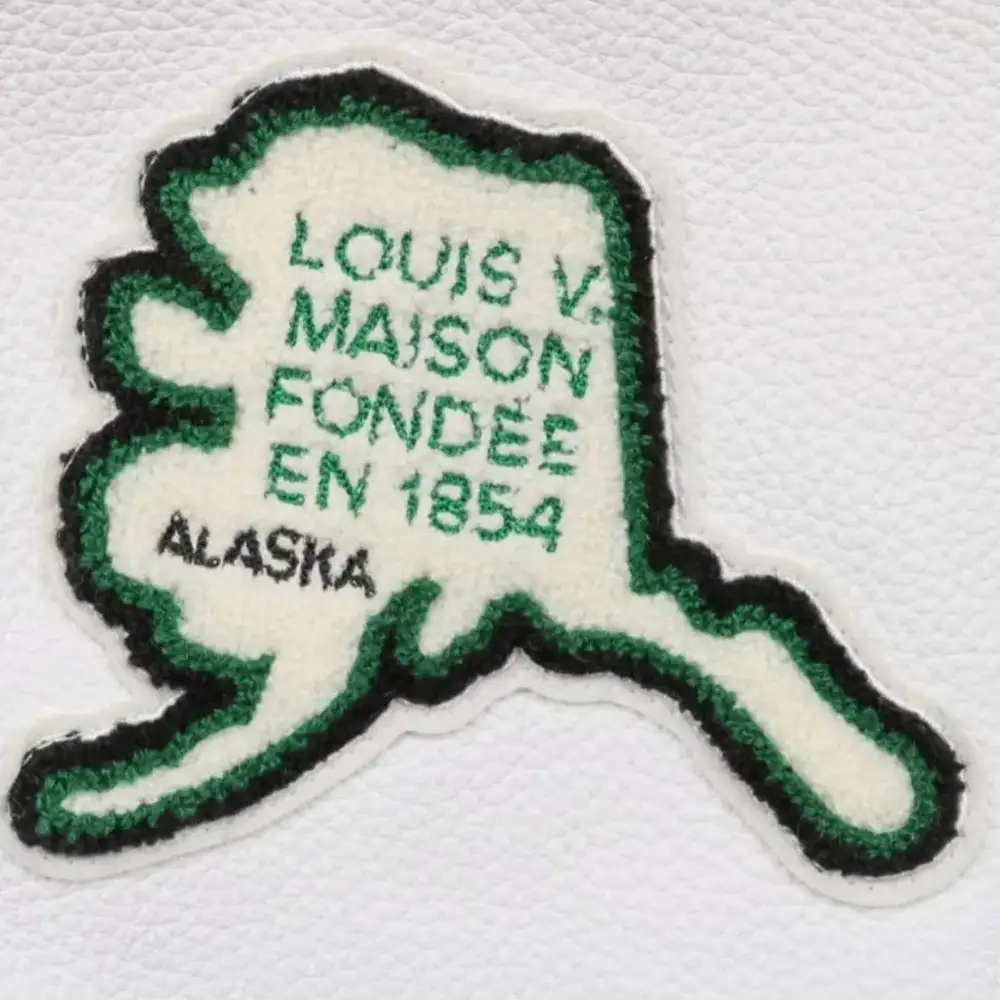 LOUIS V.
MAISON
FONDÉE
EN 1854
ALASKA